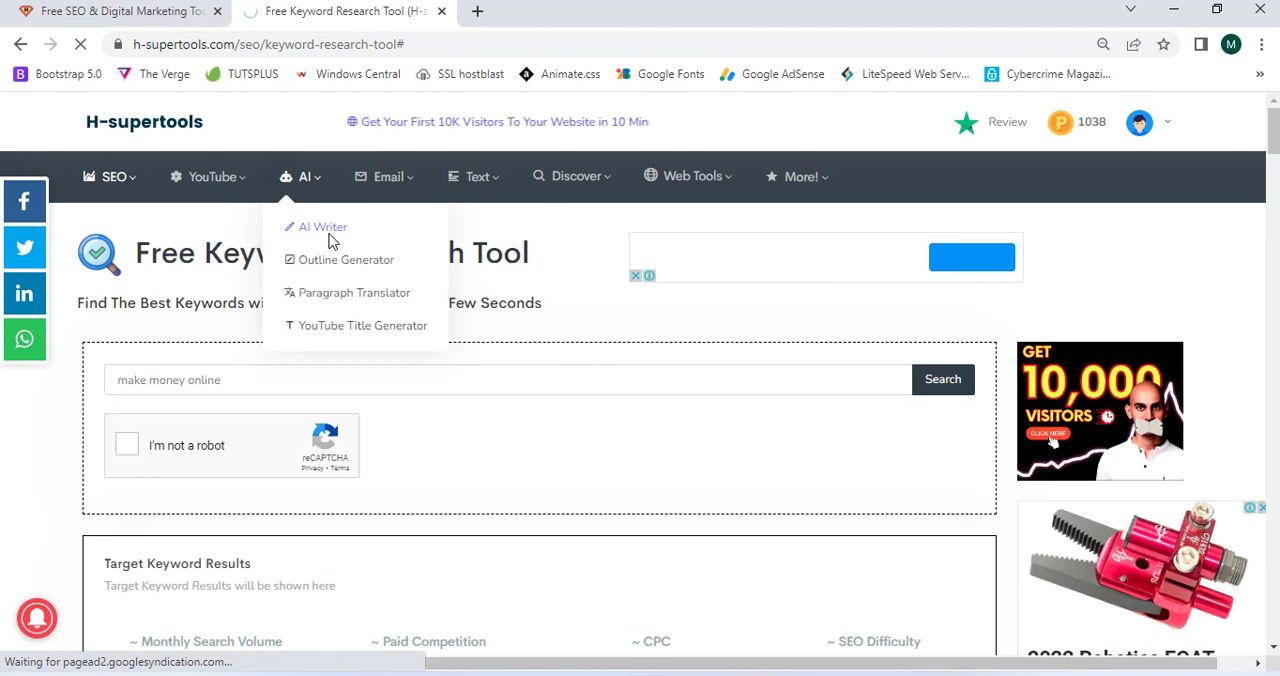 Free SEO & Digital Marketing Too
Free Keyword Research Tool (H-s
h-supertools.com/seo/keyword-research-tool#
M
B Bootstrap 5.0
The Verge
TUTSPLUS
Windows Central
SSL hostblast
a Animate.css
Google Fonts
Google AdSense
LiteSpeed Web Serv...
Cybercrime Magazi...
»
H-supertools
Get Your First 10K Visitors To Your Website in 10 Min
Review
P 1038
SEO
YouTube
AI
Email
Text
Discover
Web Tools
More!
AI Writer
Outline Generator
Paragraph Translator
YouTube Title Generator
Free Key h Tool
Find The Best Keywords wi Few Seconds
make money online
Search
I'm not a robot
reCAPTCHA
Privacy - Terms
GET
10,000
VISITORS
CLICK HERE
Target Keyword Results
Target Keyword Results will be shown here
~ Monthly Search Volume
~ Paid Competition
~ CPC
~ SEO Difficulty
Waiting for pagead2.googlesyndication.com...